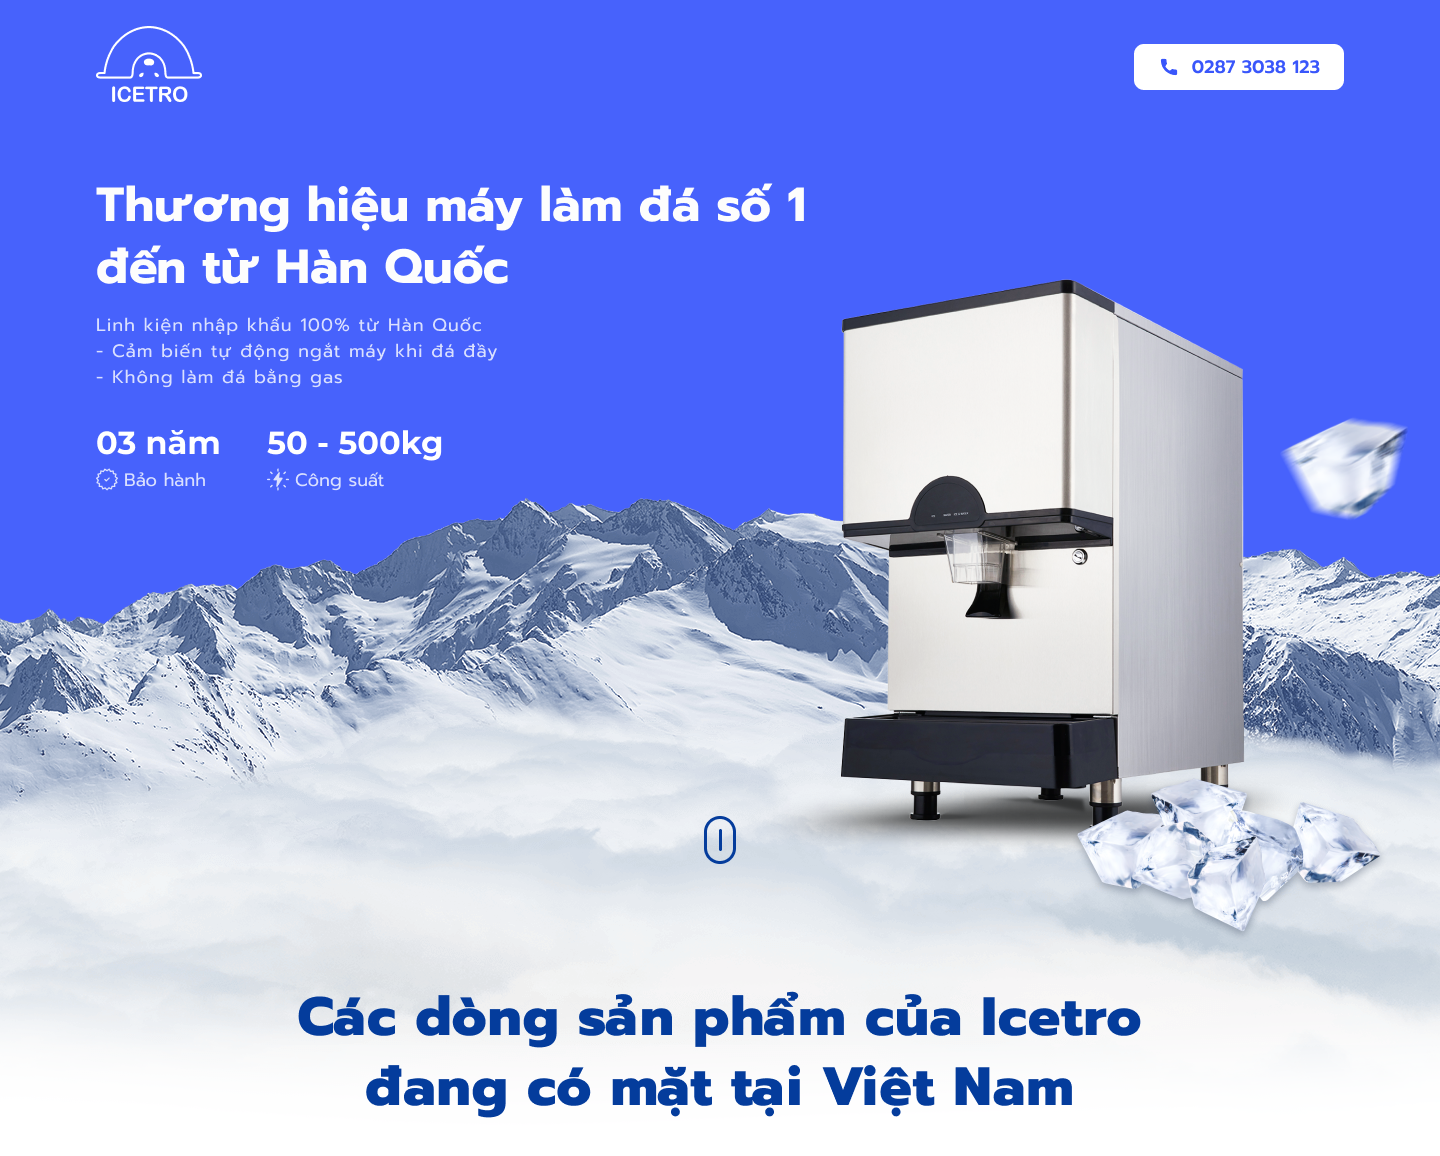 ICETRO
0287 3038 123
Thương hiệu máy làm đá số 1
đến từ Hàn Quốc
Linh kiện nhập khẩu 100% từ Hàn Quốc
- Cảm biến tự động ngắt máy khi đá đầy
- Không làm đá bằng gas
03 năm
50 - 500kg
Bảo hành
Công suất
Các dòng sản phẩm của Icetro
đang có mặt tại Việt Nam